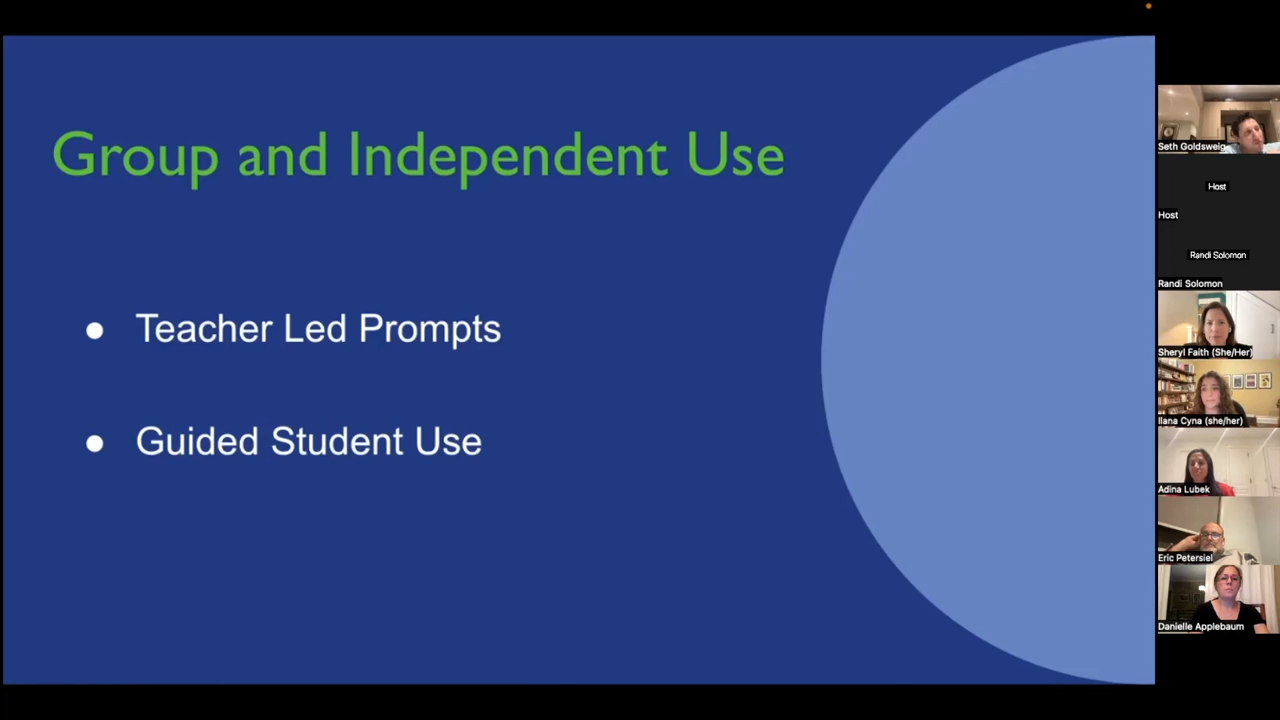 Group and Independent Use
● Teacher Led Prompts
● Guided Student Use
Seth Goldsweig
Host
Host
Randi Solomon
Randi Solomon
Sheryl Faith (She/Her)
Ilana Cyna (she/her)
Adina Lubek
Eric Petersiel
Danielle Applebaum